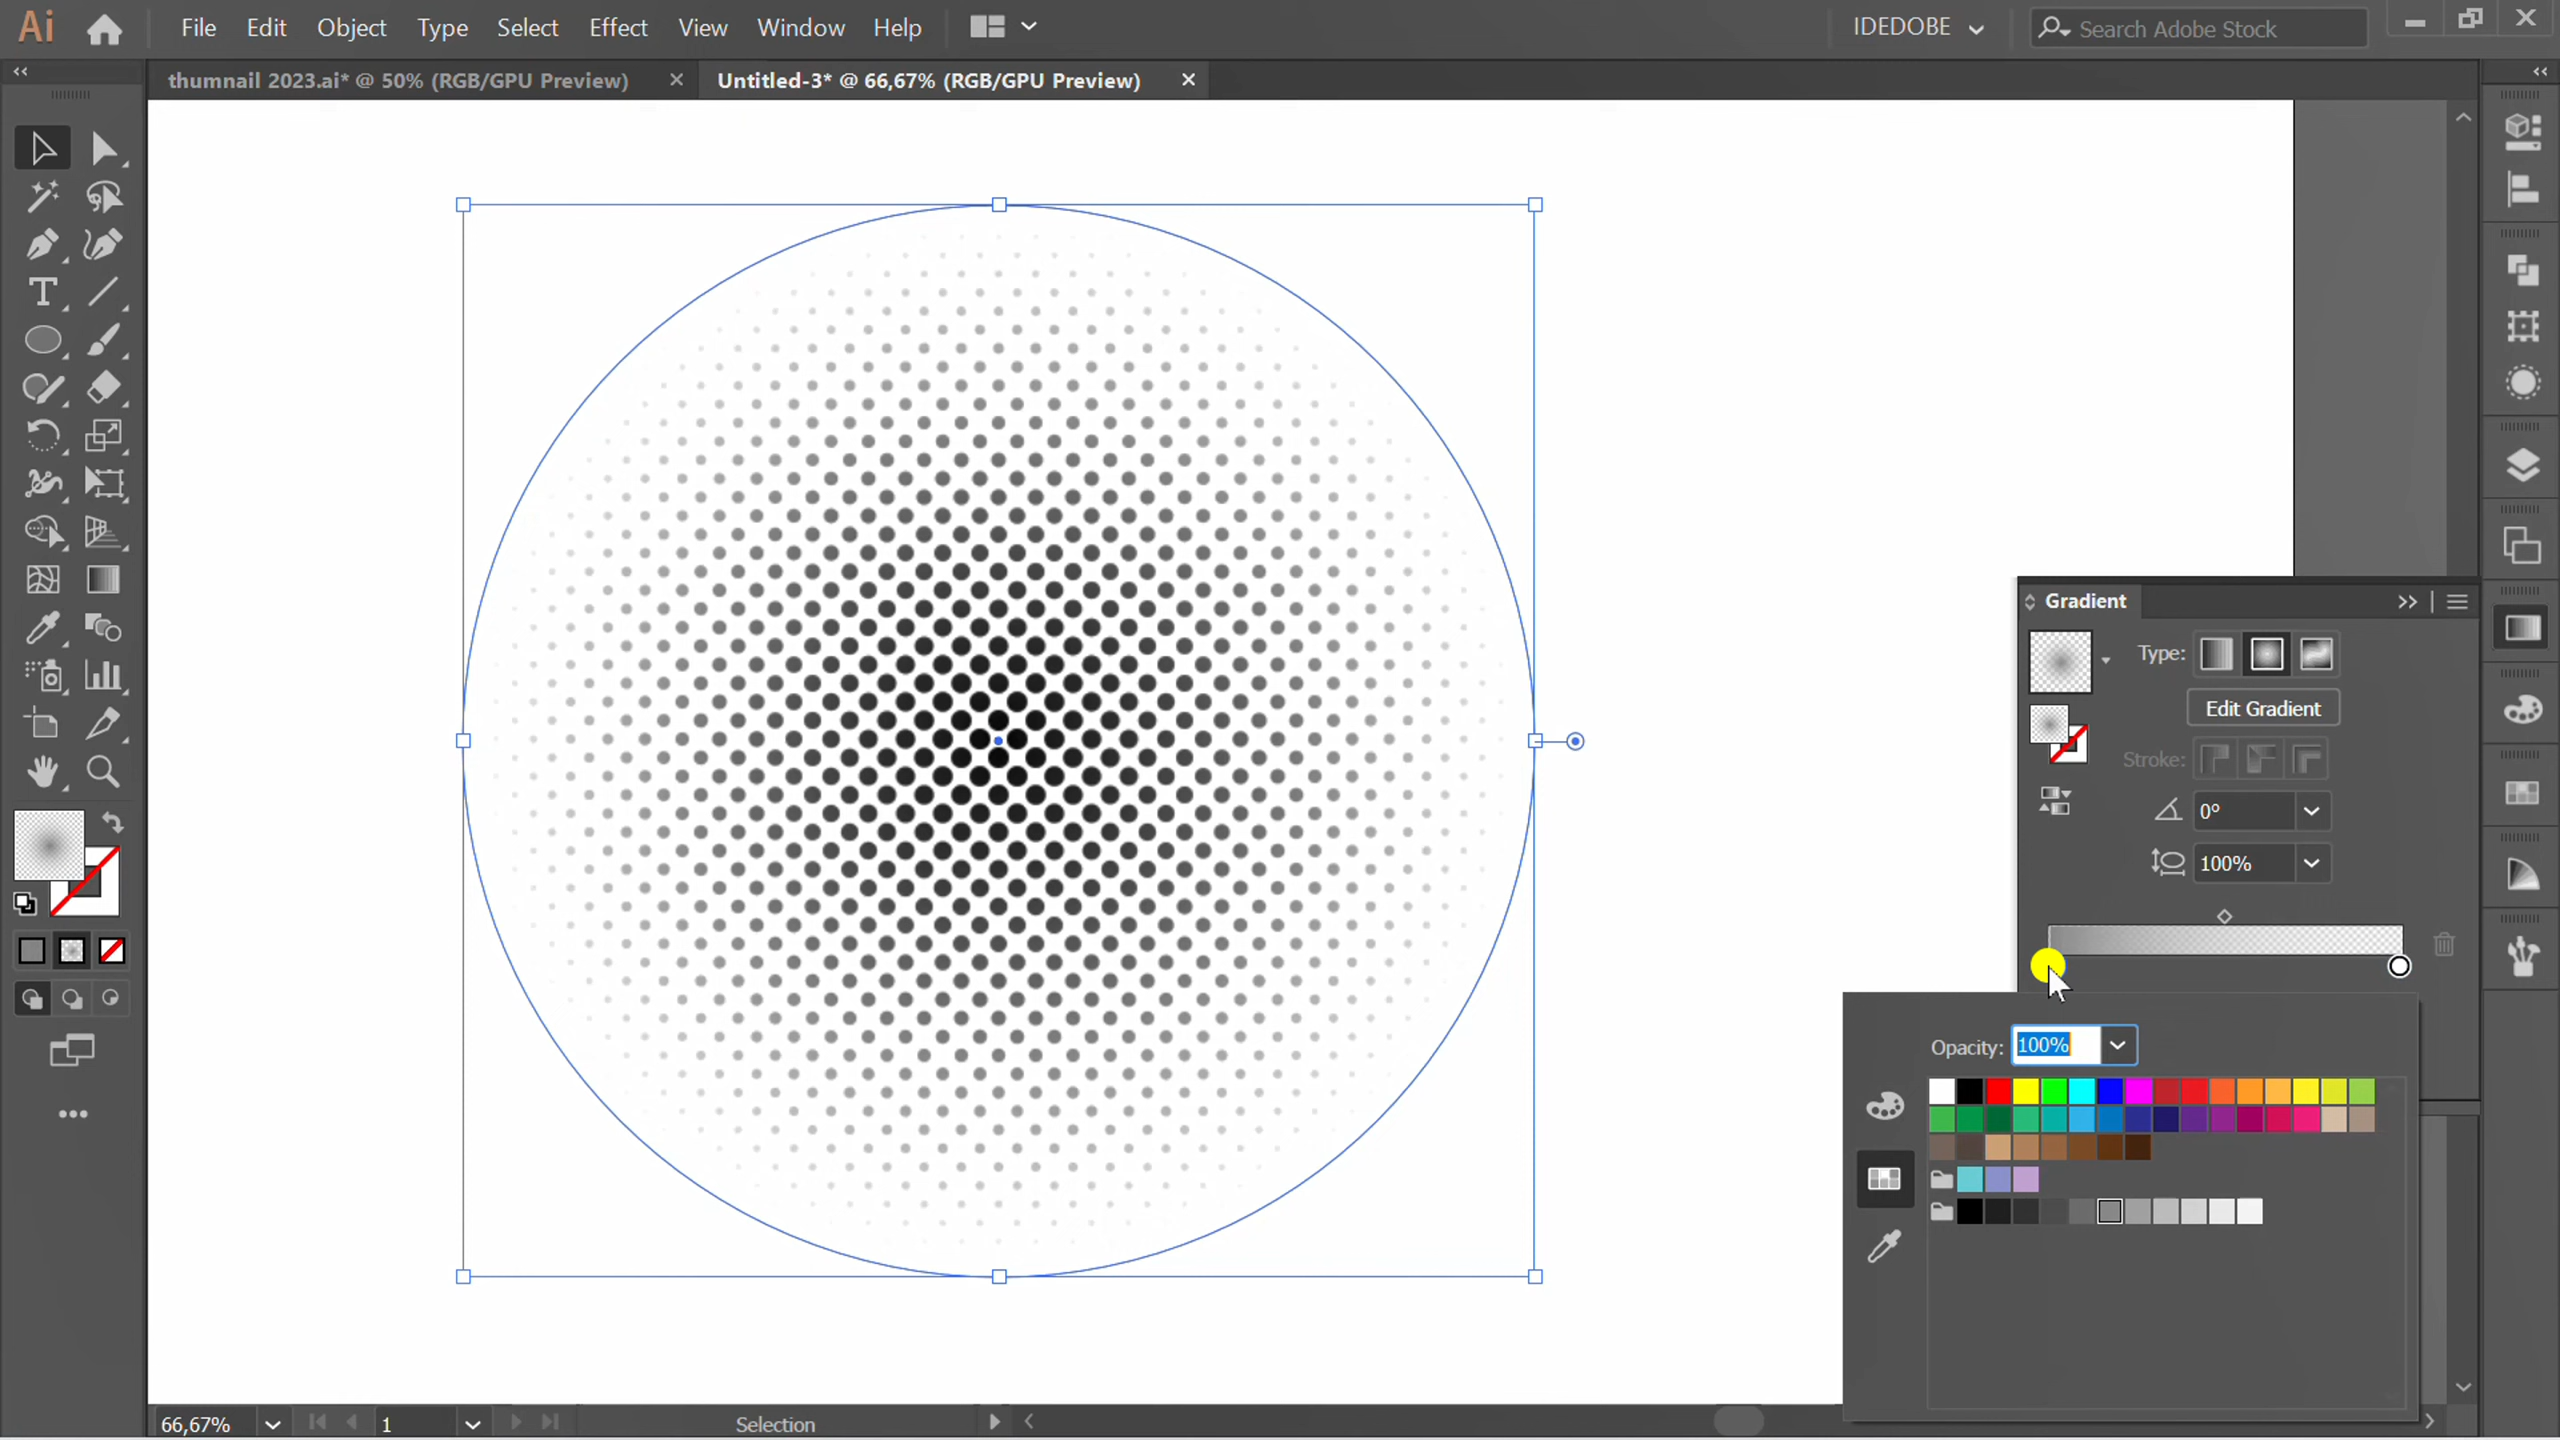 Ai File Edit Object Type Select Effect View Window Help IDEDOBE Search Adobe Stock
thumnail 2023.ai* @ 50% (RGB/GPU Preview) Untitled-3* @ 66,67% (RGB/GPU Preview)
Gradient
Type:
Edit Gradient
Stroke:
0°
100%
Opacity: 100%
66,67% 1 Selection